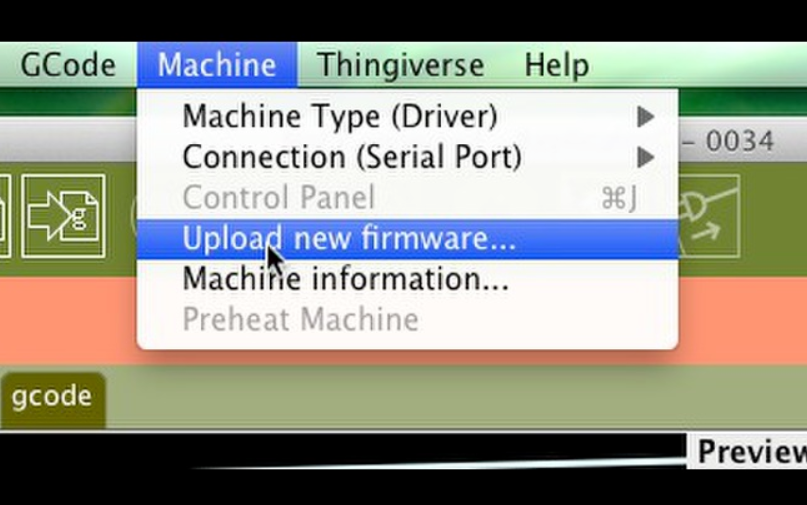 GCode Machine Thingiverse Help
Machine Type (Driver)
– 0034
Connection (Serial Port)
Control Panel ⌘J
g
Upload new firmware...
Machine information...
Preheat Machine
gcode
Preview